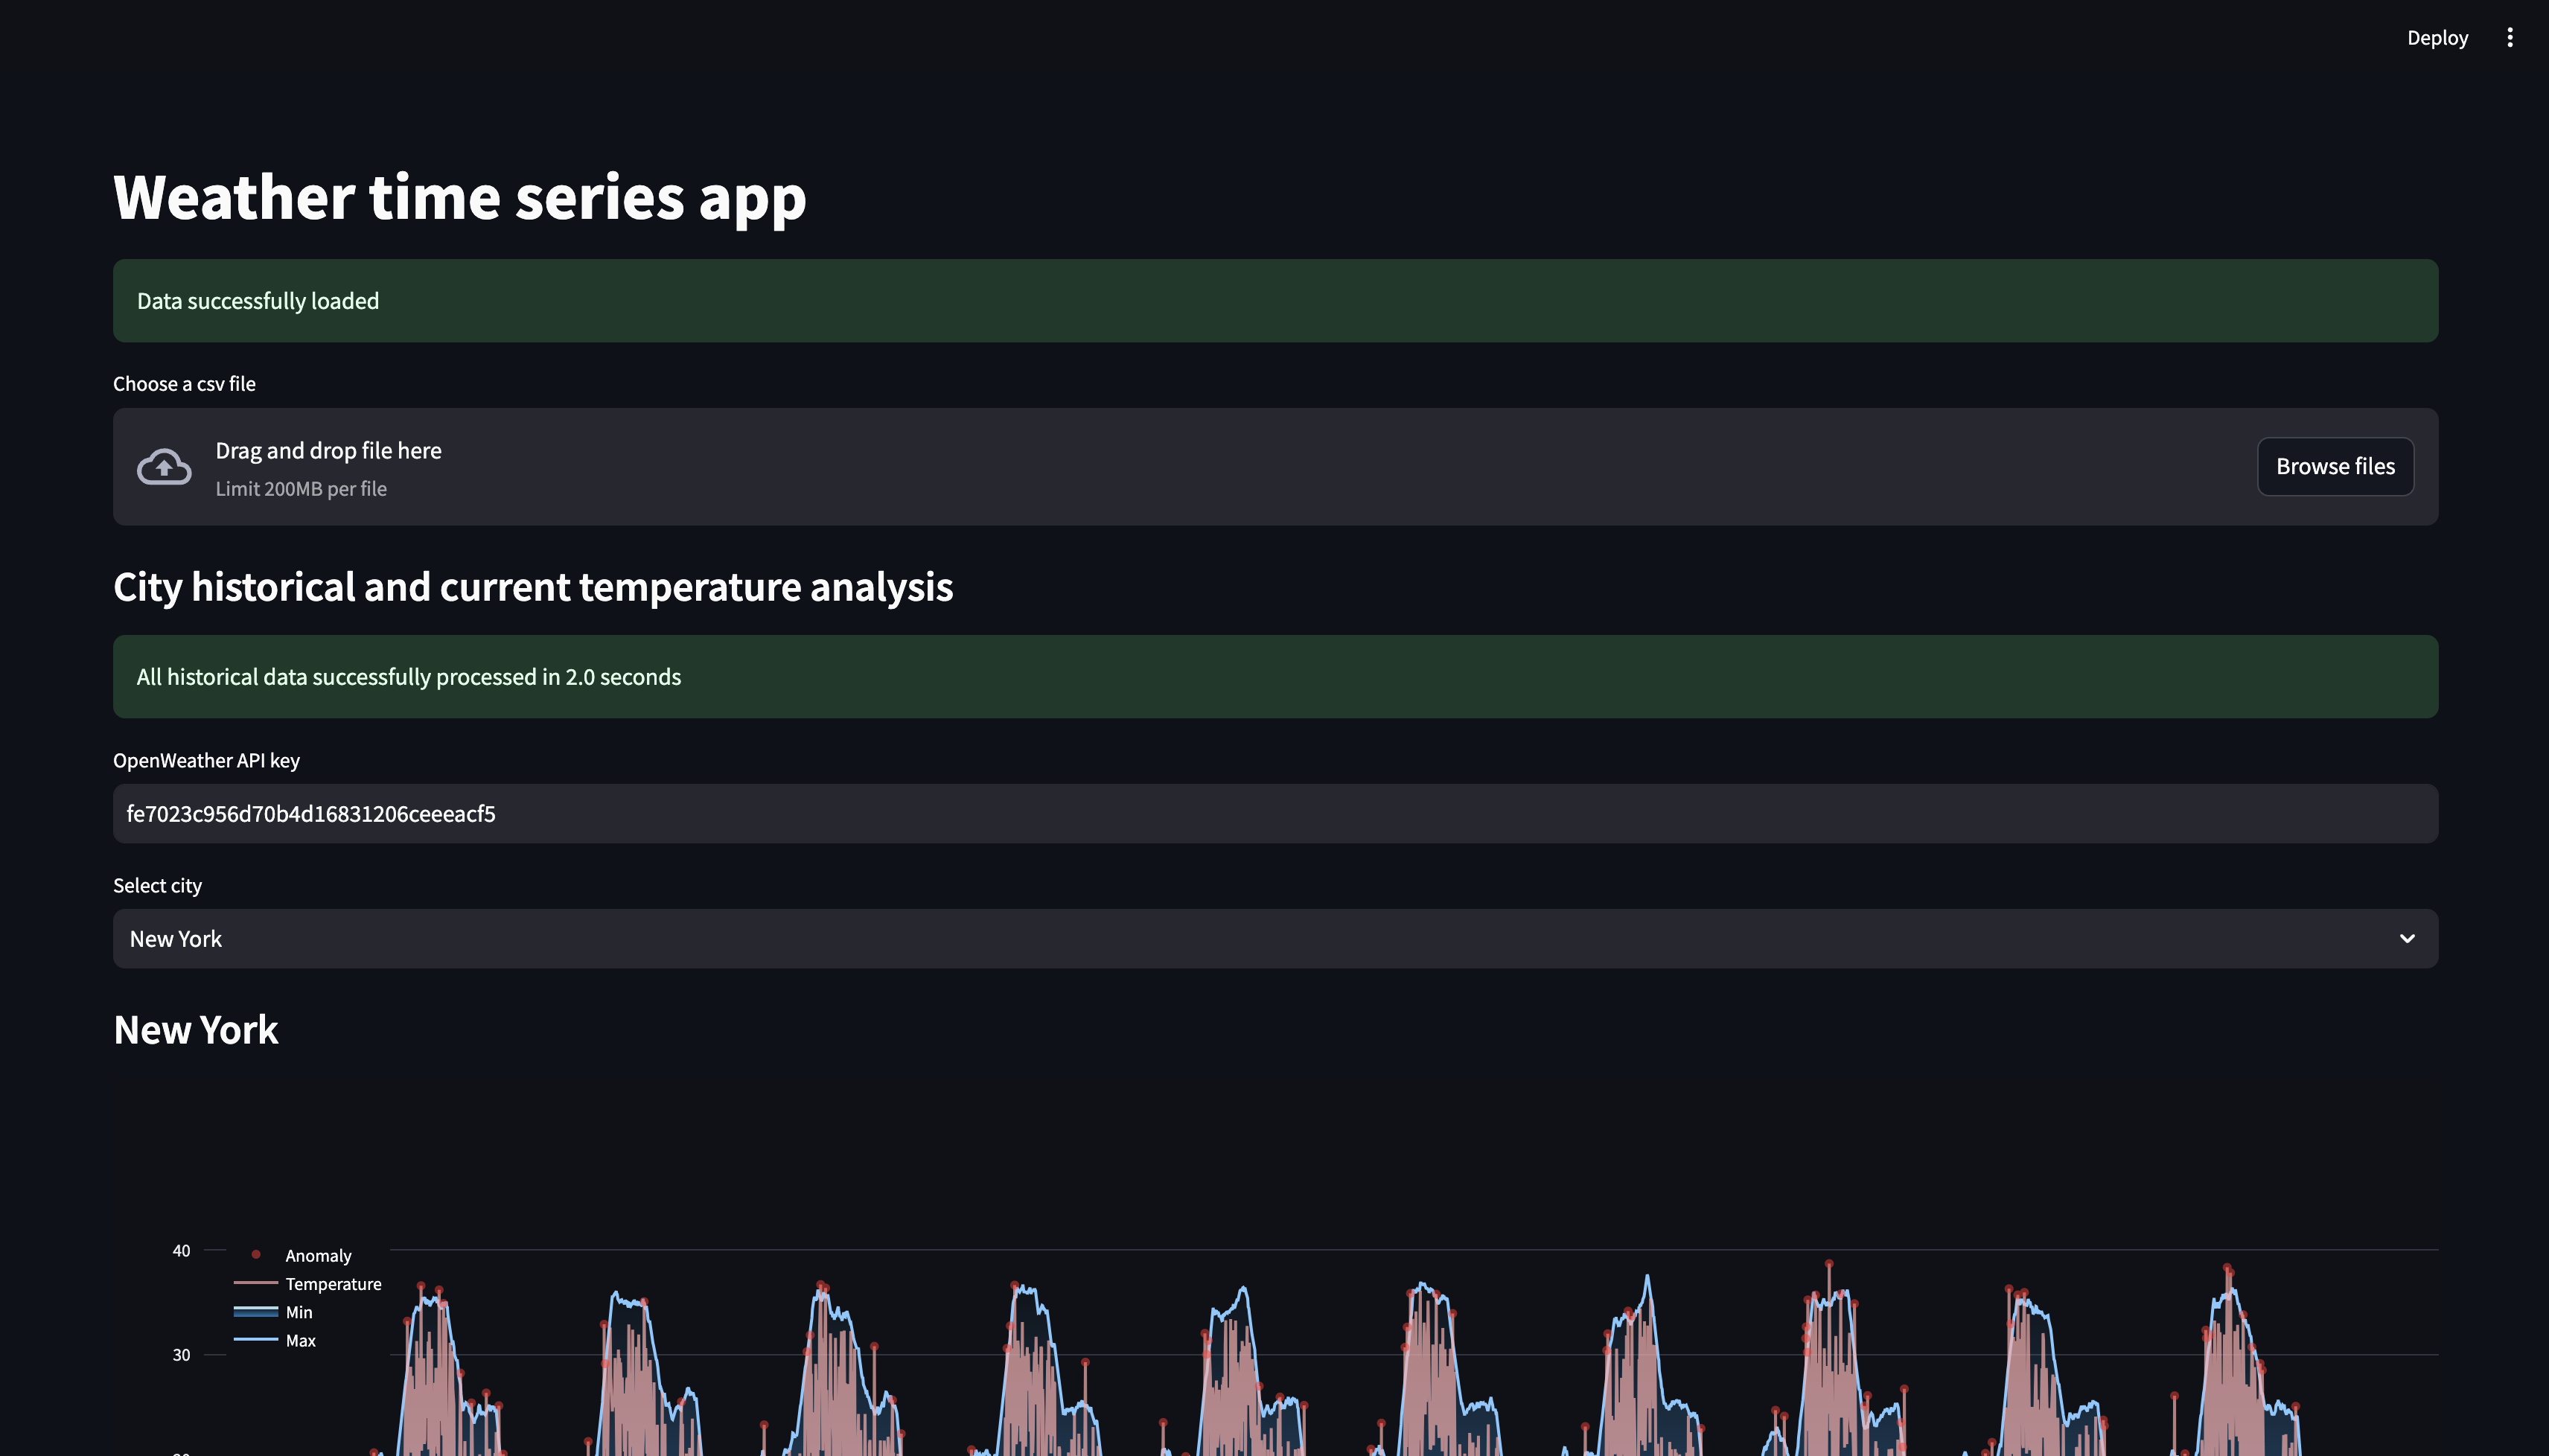 Deploy
Weather time series app
Data successfully loaded
Choose a csv file
Drag and drop file here
Limit 200MB per file
Browse files
City historical and current temperature analysis
All historical data successfully processed in 2.0 seconds
OpenWeather API key
fe7023c956d70b4d16831206ceeeacf5
Select city
New York
New York
40
Anomaly
Temperature
Min
Max
30